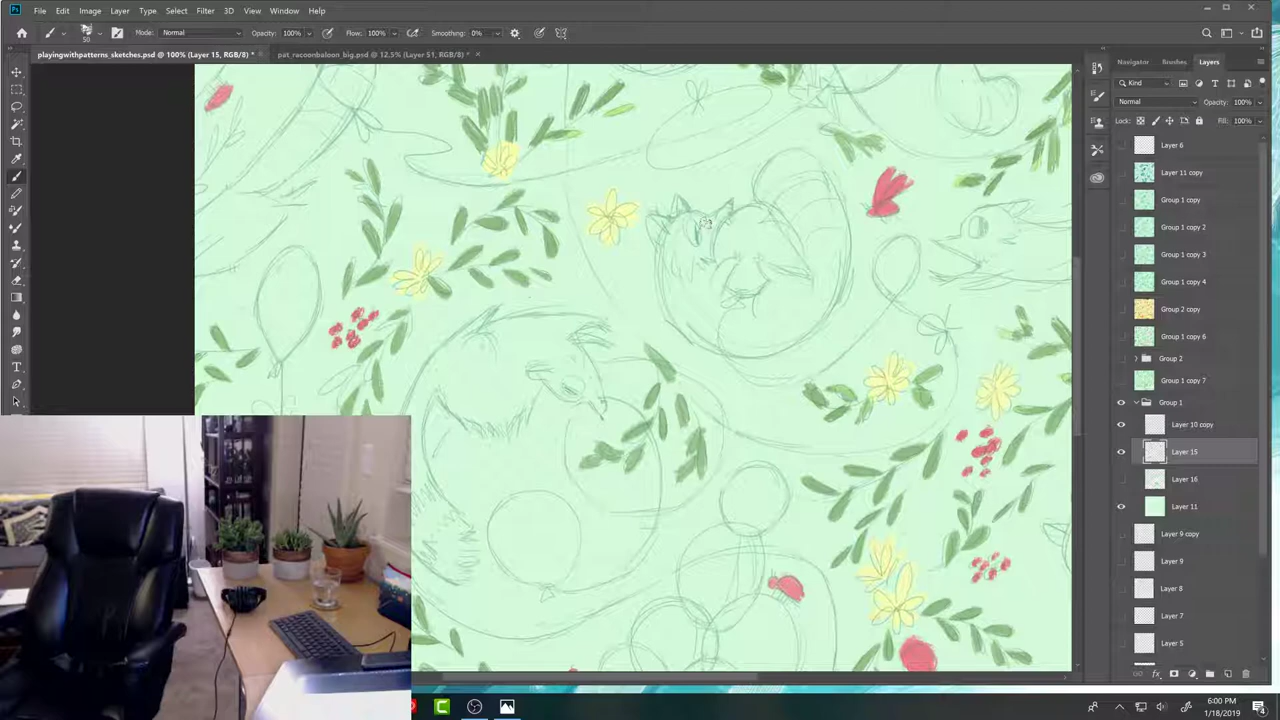 Ps File Edit Image Layer Type Select Filter 3D View Window Help
50 Mode: Normal Opacity: 100% Flow: 100% Smoothing: 0%
playingwithpatterns_sketches.psd @ 100% (Layer 15, RGB/8) * × pat_racoonbaloon_big.psd @ 12.5% (Layer 51, RGB/8) * ×
Navigator Brushes Layers
Kind
Normal Opacity: 100%
Lock: Fill: 100%
Layer 6
Layer 11 copy
Group 1 copy
Group 1 copy 2
Group 1 copy 3
Group 1 copy 4
Group 2 copy
Group 1 copy 6
Group 2
Group 1 copy 7
Group 1
Layer 10 copy
Layer 15
Layer 16
Layer 11
Layer 9 copy
Layer 9
Layer 8
Layer 7
Layer 5
fx
6:00 PM
1/18/2019
4